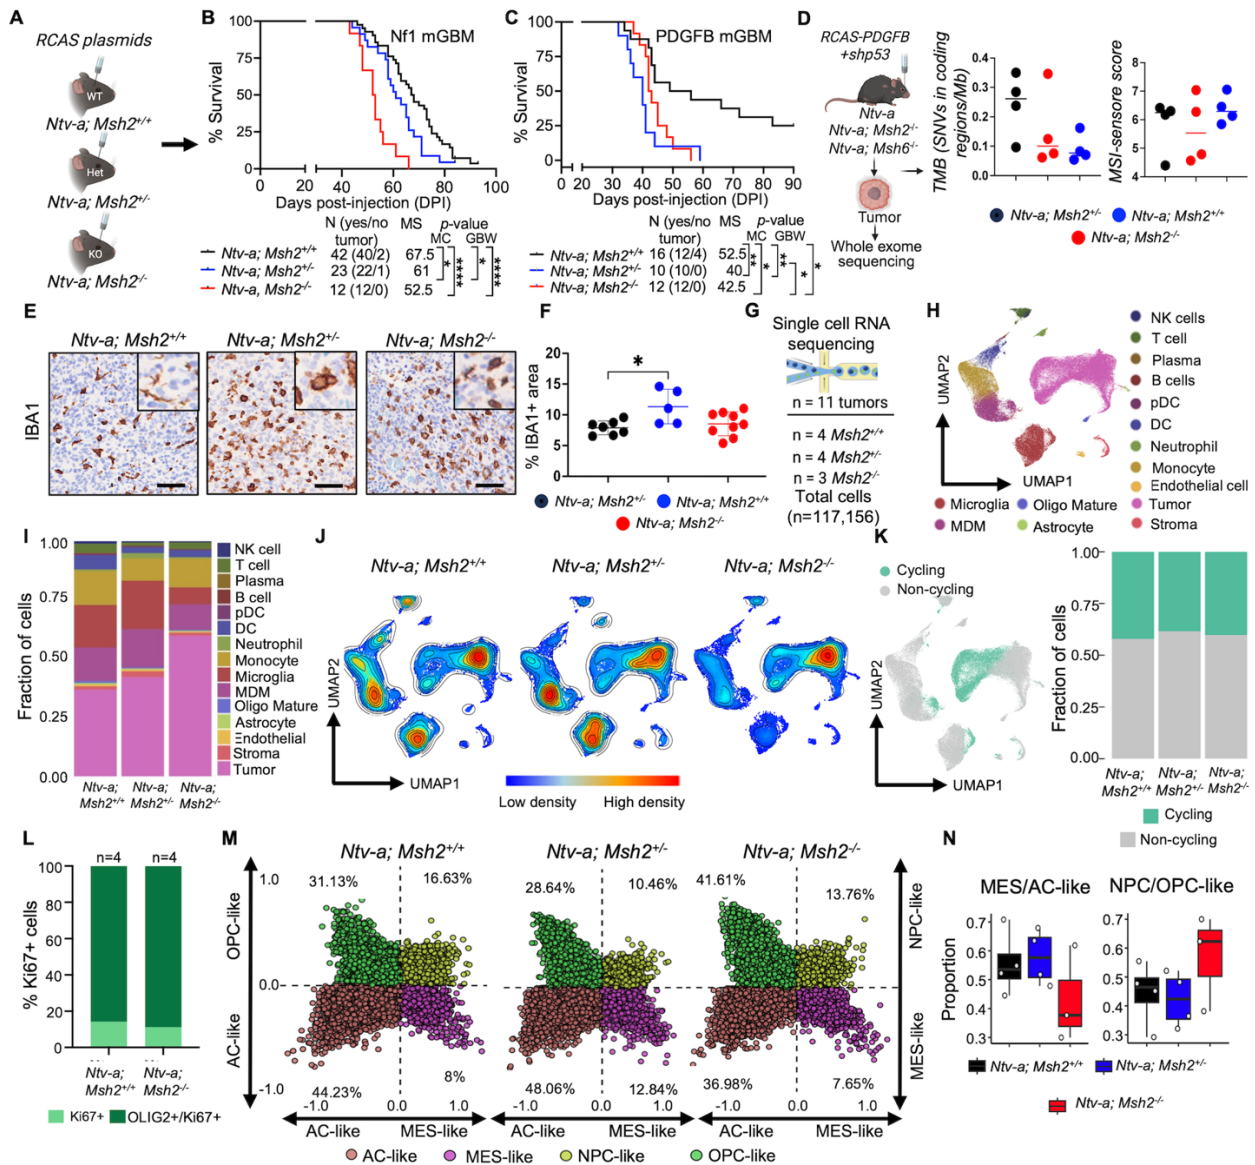 A
RCAS plasmids
WT
Ntv-a; Msh2+/+
Het
Ntv-a; Msh2+/-
KO
Ntv-a; Msh2-/-
B
Nf1 mGBM
% Survival
100
75
50
25
0
0 20 40 60 80 100
Days post-injection (DPI)
N (yes/no tumor) MS p-value
MC GBW
Ntv-a; Msh2+/+ 42 (40/2) 67.5
Ntv-a; Msh2+/- 23 (22/1) 61
Ntv-a, Msh2-/- 12 (12/0) 52.5
* **** * ****
C
PDGFB mGBM
% Survival
100
50
0
0 20 20 40 60 80 90
Days post-injection (DPI)
N (yes/no tumor) MS p-value
MC GBW
Ntv-a; Msh2+/+ 16 (12/4) 52.5
Ntv-a; Msh2+/- 10 (10/0) 40
Ntv-a; Msh2-/- 12 (12/0) 42.5
** * ** * *
D
RCAS-PDGFB
+shp53
Ntv-a
Ntv-a; Msh2-/-
Ntv-a; Msh6-/-
Tumor
Whole exome
sequencing
TMB (SNVs in coding
regions/Mb)
0.4
0.3
0.2
0.1
0.0
MSI-sensore score
8
7
6
5
4
Ntv-a; Msh2+/- Ntv-a; Msh2+/+
Ntv-a; Msh2-/-
E
Ntv-a; Msh2+/+ Ntv-a; Msh2+/- Ntv-a; Msh2-/-
IBA1
F
% IBA1+ area
20
15
10
5
0
*
Ntv-a; Msh2+/- Ntv-a; Msh2+/+
Ntv-a; Msh2-/-
G
Single cell RNA
sequencing
n = 11 tumors
n = 4 Msh2+/+
n = 4 Msh2+/-
n = 3 Msh2-/-
Total cells
(n=117,156)
H
UMAP2
UMAP1
NK cells
T cell
Plasma
B cells
pDC
DC
Neutrophil
Monocyte
Endothelial cell
Microglia Oligo Mature Tumor
MDM Astrocyte Stroma
I
Fraction of cells
1.00
0.75
0.50
0.25
0.00
Ntv-a; Msh2+/+ Ntv-a; Msh2+/- Ntv-a; Msh2-/-
NK cell
T cell
Plasma
B cell
pDC
DC
Neutrophil
Monocyte
Microglia
MDM
Oligo Mature
Astrocyte
Endothelial
Stroma
Tumor
J
Ntv-a; Msh2+/+ Ntv-a; Msh2+/- Ntv-a; Msh2-/-
UMAP2
UMAP1
Low density High density
K
Cycling
Non-cycling
UMAP2
UMAP1
Fraction of cells
1.00
0.75
0.50
0.25
0.00
Ntv-a; Msh2+/+ Ntv-a; Msh2+/- Ntv-a; Msh2-/-
Cycling
Non-cycling
L
n=4 n=4
% Ki67+ cells
100
80
60
40
20
0
Ntv-a; Msh2+/+ Ntv-a; Msh2-/-
Ki67+ OLIG2+/Ki67+
M
Ntv-a; Msh2+/+ Ntv-a; Msh2+/- Ntv-a; Msh2-/-
1.0 31.13% 16.63% 28.64% 10.46% 41.61% 13.76%
OPC-like NPC-like
0.0
AC-like MES-like
-1.0 44.23% 8% 48.06% 12.84% 36.98% 7.65%
-1.0 0.0 1.0 -1.0 0.0 1.0 -1.0 0.0 1.0
AC-like MES-like AC-like MES-like AC-like MES-like
AC-like MES-like NPC-like OPC-like
N
MES/AC-like NPC/OPC-like
Proportion
0.7 0.7
0.6 0.6
0.5 0.5
0.4 0.4
0.3 0.3
Ntv-a; Msh2+/+ Ntv-a; Msh2+/-
Ntv-a; Msh2-/-